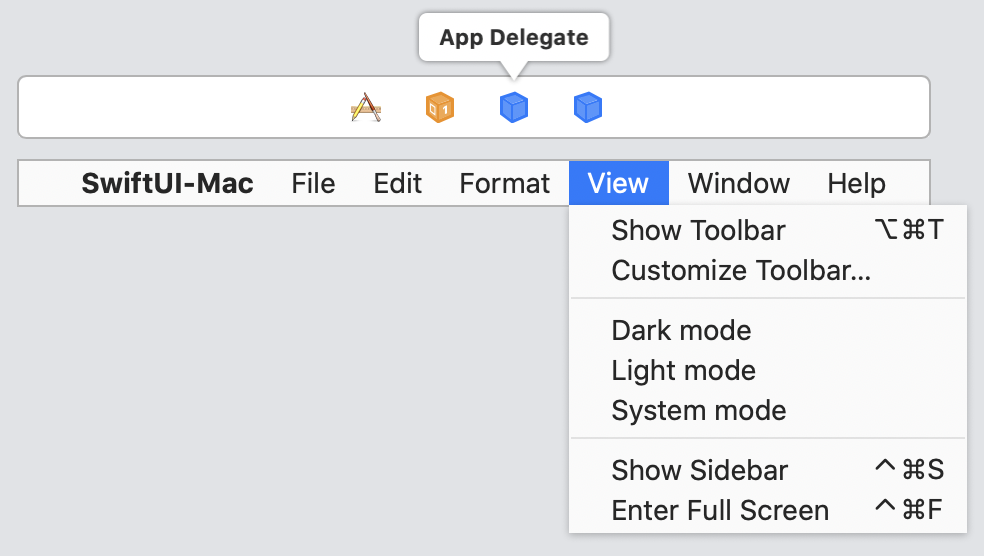 App Delegate
SwiftUI-Mac File Edit Format View Window Help
Show Toolbar ⌥⌘T
Customize Toolbar...
Dark mode
Light mode
System mode
Show Sidebar ^⌘S
Enter Full Screen ^⌘F